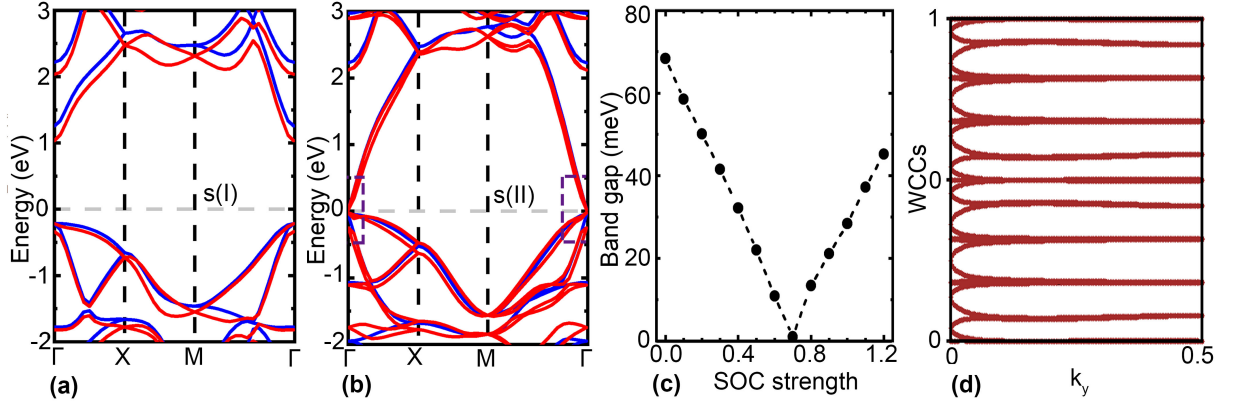 3
2
1
0
-1
-2
Energy (eV)
s(I)
Γ X M Γ
(a)
3
2
1
0
-1
-2
Energy (eV)
s(II)
Γ X M Γ
(b)
80
60
40
20
0
Band gap (meV)
0.0 0.4 0.8 1.2
SOC strength
(c)
1
0
0
WCCs
0 0.5
k_y
(d)